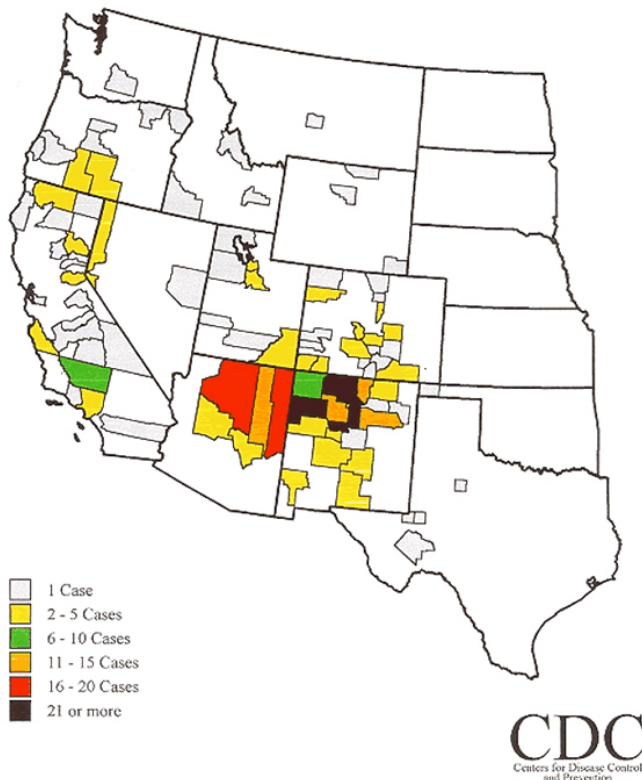 1 Case
2 - 5 Cases
6 - 10 Cases
11 - 15 Cases
16 - 20 Cases
21 or more
CDC
Centers for Disease Control
and Prevention